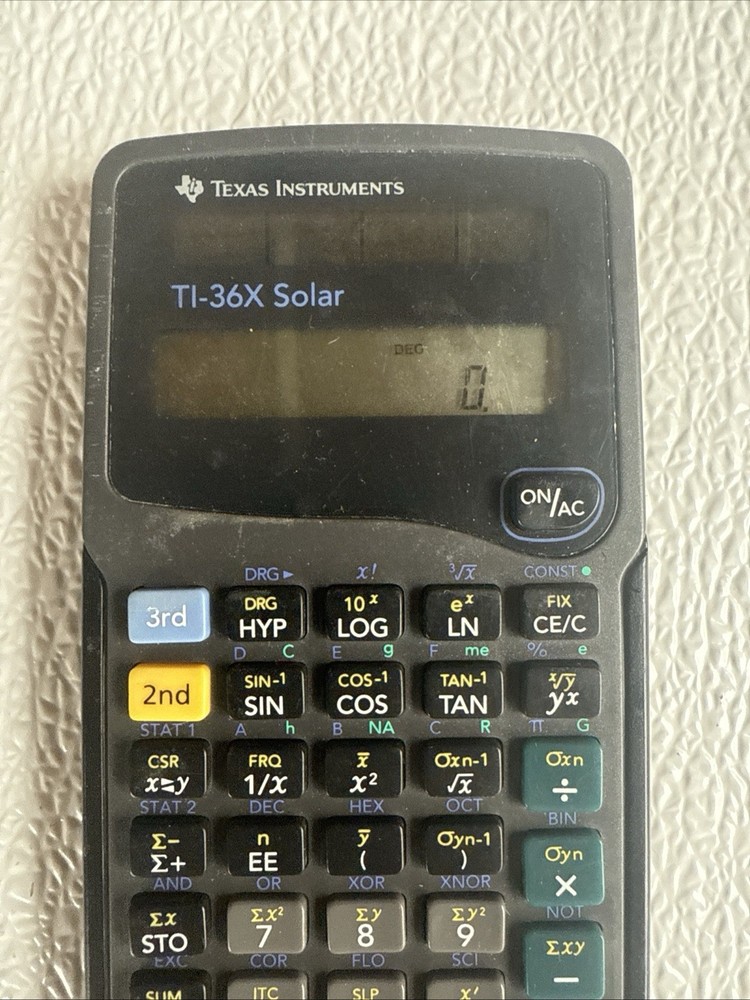 TEXAS INSTRUMENTS
TI-36X Solar
DEG
0.
ON/AC
DRG► x! ³√x CONST
3rd DRG HYP 10ˣ LOG eˣ LN FIX CE/C
D C E g F me % e
2nd SIN-1 SIN COS-1 COS TAN-1 TAN ˣ√y yx
STAT 1 A h B NA C R π G
CSR x⇄y FRQ 1/x x̅ x² σxn-1 √x σxn ÷
STAT 2 DEC HEX OCT BIN
Σ- Σ+ n EE y̅ ( σyn-1 ) σyn ×
AND OR XOR XNOR NOT
Σx STO Σx² 7 Σy 8 Σy² 9 Σxy −
EXC COR FLO SCI
SUM ITC SLP x′